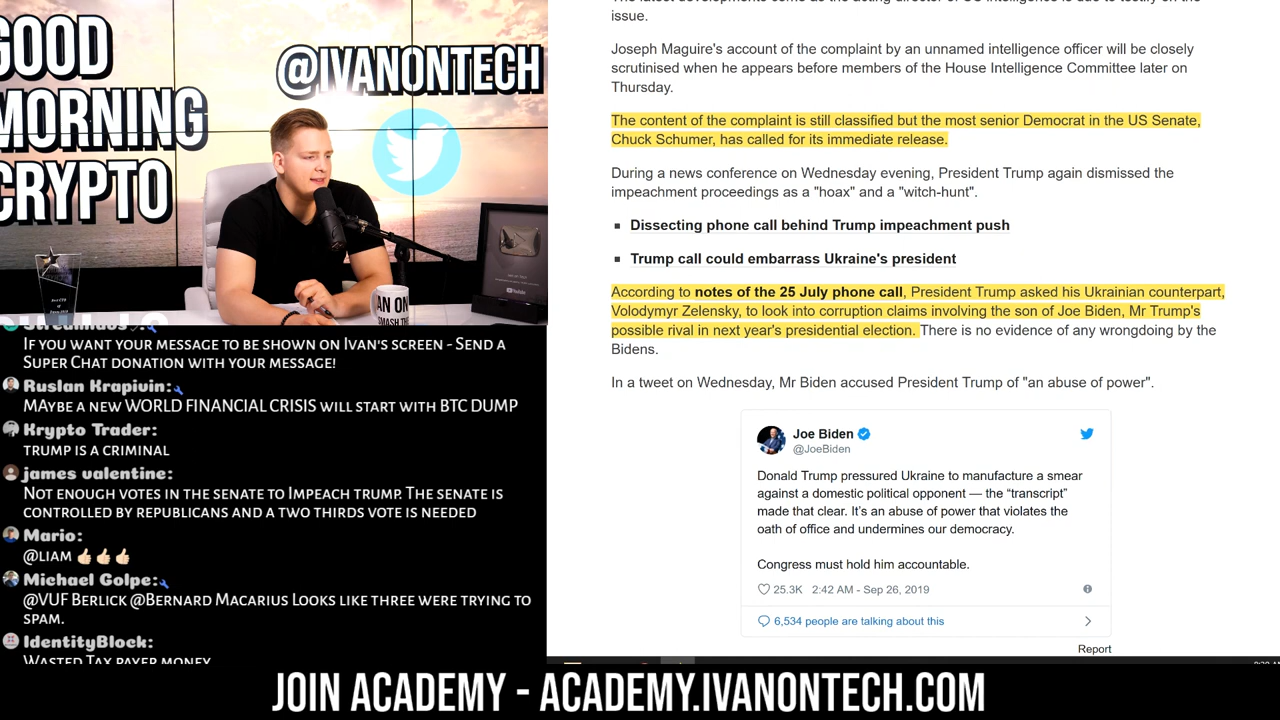 GOOD
MORNING
CRYPTO
@IVANONTECH
AN ON
SMASH THE
YouTube
Streamlabs:
If you want your message to be shown on Ivan's screen - Send a
Super Chat donation with your message!
Ruslan Krapivin:
MAybe a new WORLD FINANCIAL CRISIS will start with BTC DUMP
Krypto Trader:
Trump is a criminal
james valentine:
Not enough votes in the senate to Impeach trump. The senate is
controlled by republicans and a two thirds vote is needed
Mario:
@liam 👍🏻👍🏻👍🏻
Michael Golpe:
@VUF Berlick @Bernard Macarius Looks like three were trying to
spam.
IdentityBlock:
Wasted Tax payer money
issue.
Joseph Maguire's account of the complaint by an unnamed intelligence officer will be closely
scrutinised when he appears before members of the House Intelligence Committee later on
Thursday.
The content of the complaint is still classified but the most senior Democrat in the US Senate,
Chuck Schumer, has called for its immediate release.
During a news conference on Wednesday evening, President Trump again dismissed the
impeachment proceedings as a "hoax" and a "witch-hunt".
Dissecting phone call behind Trump impeachment push
Trump call could embarrass Ukraine's president
According to notes of the 25 July phone call, President Trump asked his Ukrainian counterpart,
Volodymyr Zelensky, to look into corruption claims involving the son of Joe Biden, Mr Trump's
possible rival in next year's presidential election. There is no evidence of any wrongdoing by the
Bidens.
In a tweet on Wednesday, Mr Biden accused President Trump of "an abuse of power".
Joe Biden
@JoeBiden
Donald Trump pressured Ukraine to manufacture a smear
against a domestic political opponent — the “transcript”
made that clear. It’s an abuse of power that violates the
oath of office and undermines our democracy.
Congress must hold him accountable.
25.3K 2:42 AM - Sep 26, 2019
6,534 people are talking about this
Report
JOIN ACADEMY - ACADEMY.IVANONTECH.COM